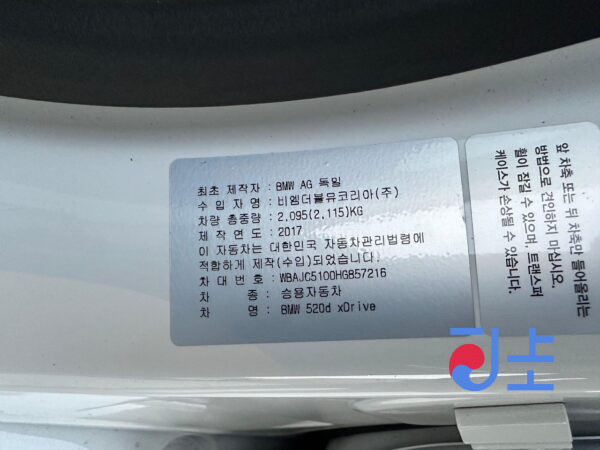 최초 제작자 : BMW AG 독일
수 입 자 명 : 비엠더블유코리아(주)
차량 총중량 : 2,095(2,115)KG
제 작 연 도 : 2017
이 자동차는 대한민국 자동차관리법령에
적합하게 제작(수입)되었습니다.
차 대 번 호 : WBAJC5100HG857216
차 종 : 승용자동차
차 명 : BMW 520d xDrive
앞 차축 또는 뒤 차축만 들어올리는
방법으로 견인하지 마십시오.
휠이 잠길 수 있으며, 트랜스퍼
케이스가 손상될 수 있습니다.